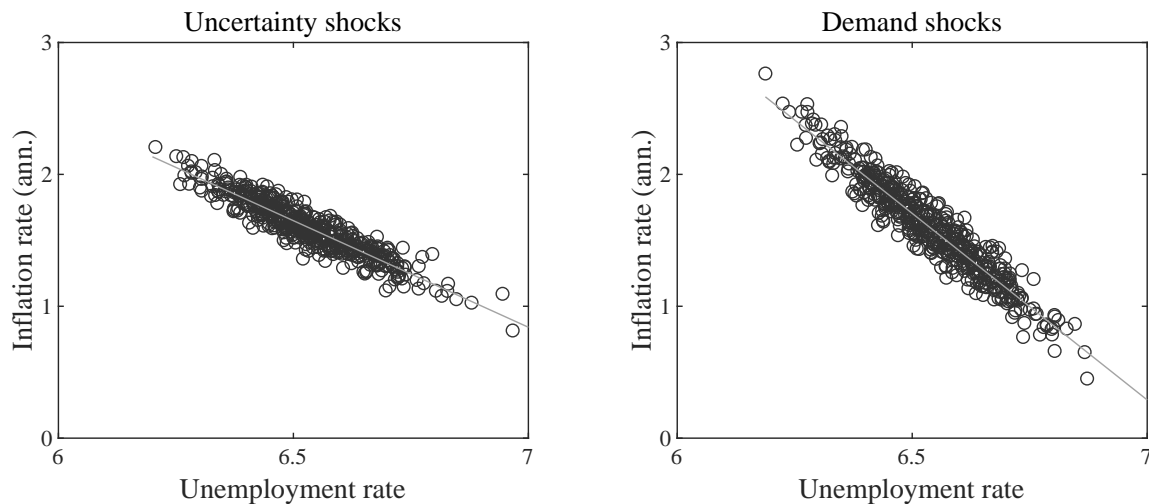 Uncertainty shocks
3
2
1
0
6
6.5
7
Inflation rate (ann.)
Unemployment rate
Demand shocks
3
2
1
0
6
6.5
7
Inflation rate (ann.)
Unemployment rate